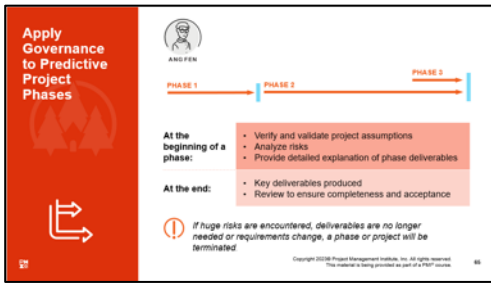 Apply
Governance
to Predictive
Project
Phases
ANG FEN
PHASE 3
PHASE 1
PHASE 2
At the
beginning of a
phase:
• Verify and validate project assumptions
• Analyze risks
• Provide detailed explanation of phase deliverables
At the end:
• Key deliverables produced
• Review to ensure completeness and acceptance
If huge risks are encountered, deliverables are no longer
needed or requirements change, a phase or project will be
terminated
Copyright 2023© Project Management Institute, Inc. All rights reserved.
This material is being provided as part of a PMI® course.
65